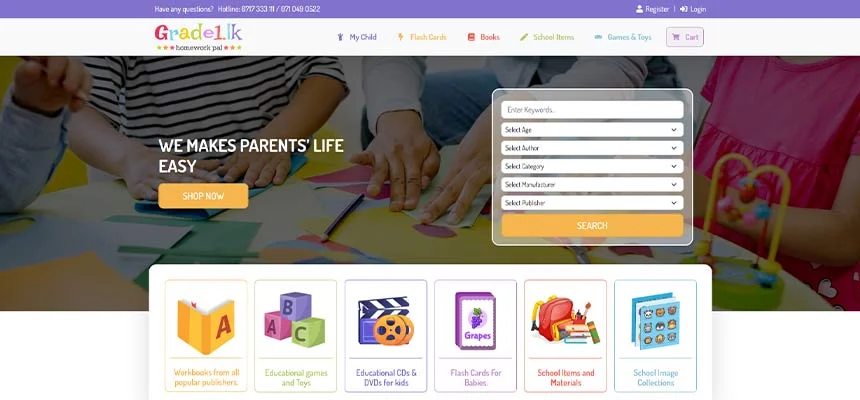 Have any questions? Hotline: 0717 333 111 / 071 049 0522
Register | Login
Grade1.lk
homework pal
My Child
Flash Cards
Books
School Items
Games & Toys
Cart
WE MAKES PARENTS' LIFE
EASY
SHOP NOW
Enter Keywords...
Select Age
Select Author
Select Category
Select Manufacturer
Select Publisher
SEARCH
A
B
A C
Grapes
Workbooks from all
popular publishers.
Educational games
and Toys
Educational CDs &
DVDs for kids
Flash Cards For
Babies.
School Items and
Materials
School Image
Collections